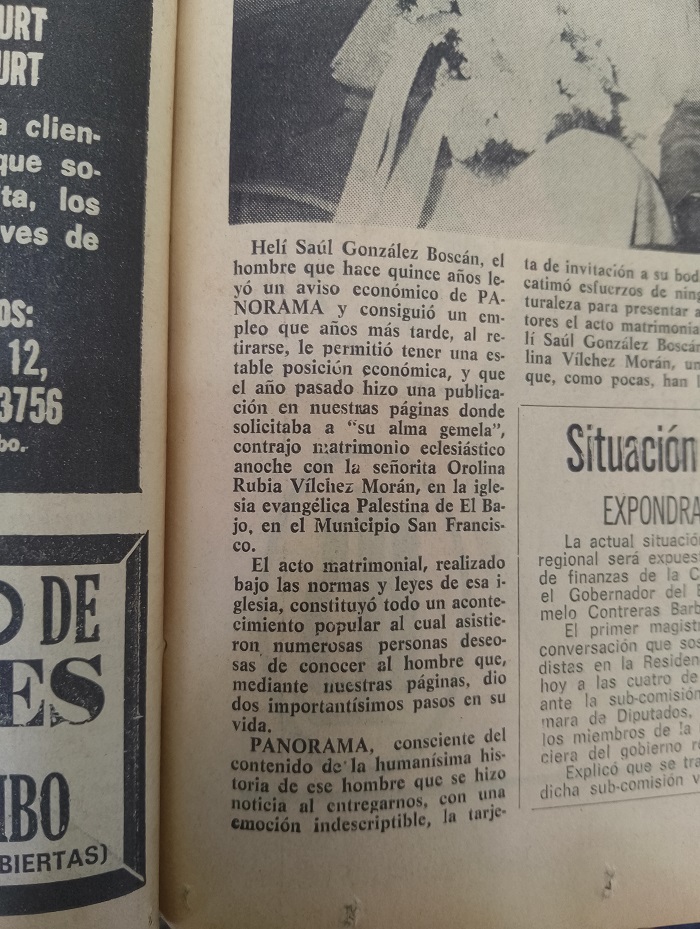 URT
URT
a clien-
que so-
ta, los
ves de
OS:
12,
3756
bo.
O DE
ES
IBO
BIERTAS)
Helí Saúl González Boscán, el
hombre que hace quince años le-
yó un aviso económico de PA-
NORAMA y consiguió un em-
pleo que años más tarde, al re-
tirarse, le permitió tener una es-
table posición económica, y que
el año pasado hizo una publica-
ción en nuestras páginas donde
solicitaba a “su alma gemela”,
contrajo matrimonio eclesiástico
anoche con la señorita Orolina
Rubia Vílchez Morán, en la igle-
sia evangélica Palestina de El Ba-
jo, en el Municipio San Francis-
co.
El acto matrimonial, realizado
bajo las normas y leyes de esa i-
glesia, constituyó todo un aconte-
cimiento popular al cual asistie-
ron numerosas personas deseo-
sas de conocer al hombre que,
mediante nuestras páginas, dio
dos importantísimos pasos en su
vida.
PANORAMA, consciente del
contenido de la humanísima his-
toria de ese hombre que se hizo
noticia al entregarnos, con una
emoción indescriptible, la tarje-
ta de invitación a su bod
catimó esfuerzos de ning
turaleza para presentar a
tores el acto matrimonia
lí Saúl González Boscán
lina Vílchez Morán, un
que, como pocas, han l
Situación
EXPONDRA
La actual situación
regional será expues
de finanzas de la C
el Gobernador del E
melo Contreras Barb
El primer magistr
conversación que sos
distas en la Residen
hoy a las cuatro de
ante la sub-comisión
mara de Diputados,
los miembros de la
ciera del gobierno r
Explicó que se tra
dicha sub-comisión v